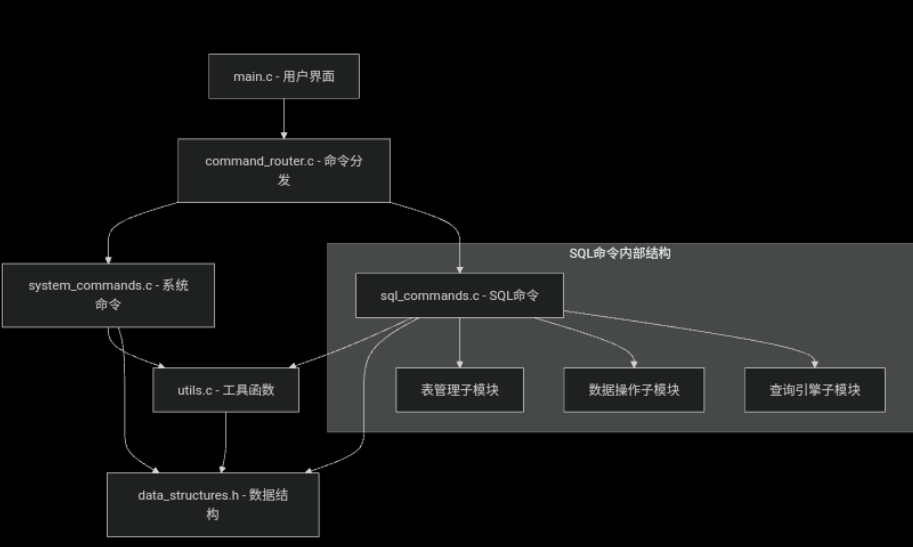 main.c - 用户界面
command_router.c - 命令分
发
SQL命令内部结构
system_commands.c - 系统
命令
sql_commands.c - SQL命令
utils.c - 工具函数
表管理子模块
数据操作子模块
查询引擎子模块
data_structures.h - 数据结
构